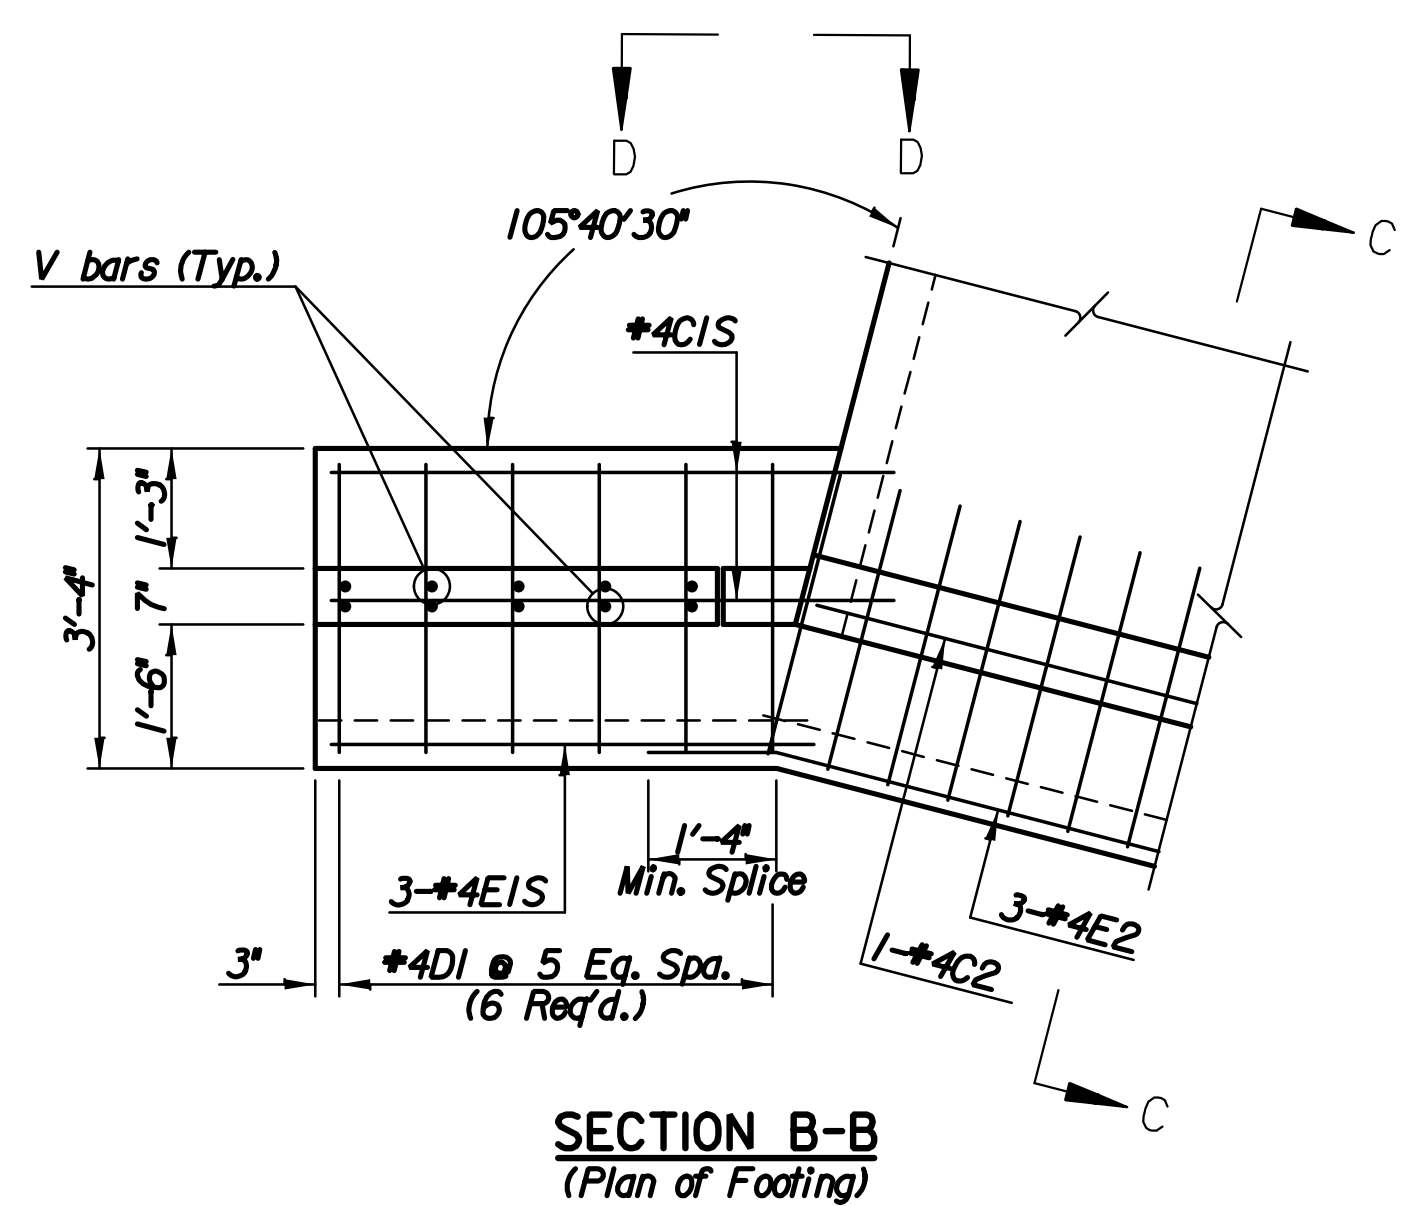 D D
105°40'30"
C
V bars (Typ.)
#4C1S
1'-3"
3'-4"
7"
1'-6"
1'-4"
Min. Splice
3-#4E1S
3-#4E2
1-#4C2
3"
#4D1 @ 5 Eq. Spa.
(6 Req'd.)
C
SECTION B-B
(Plan of Footing)